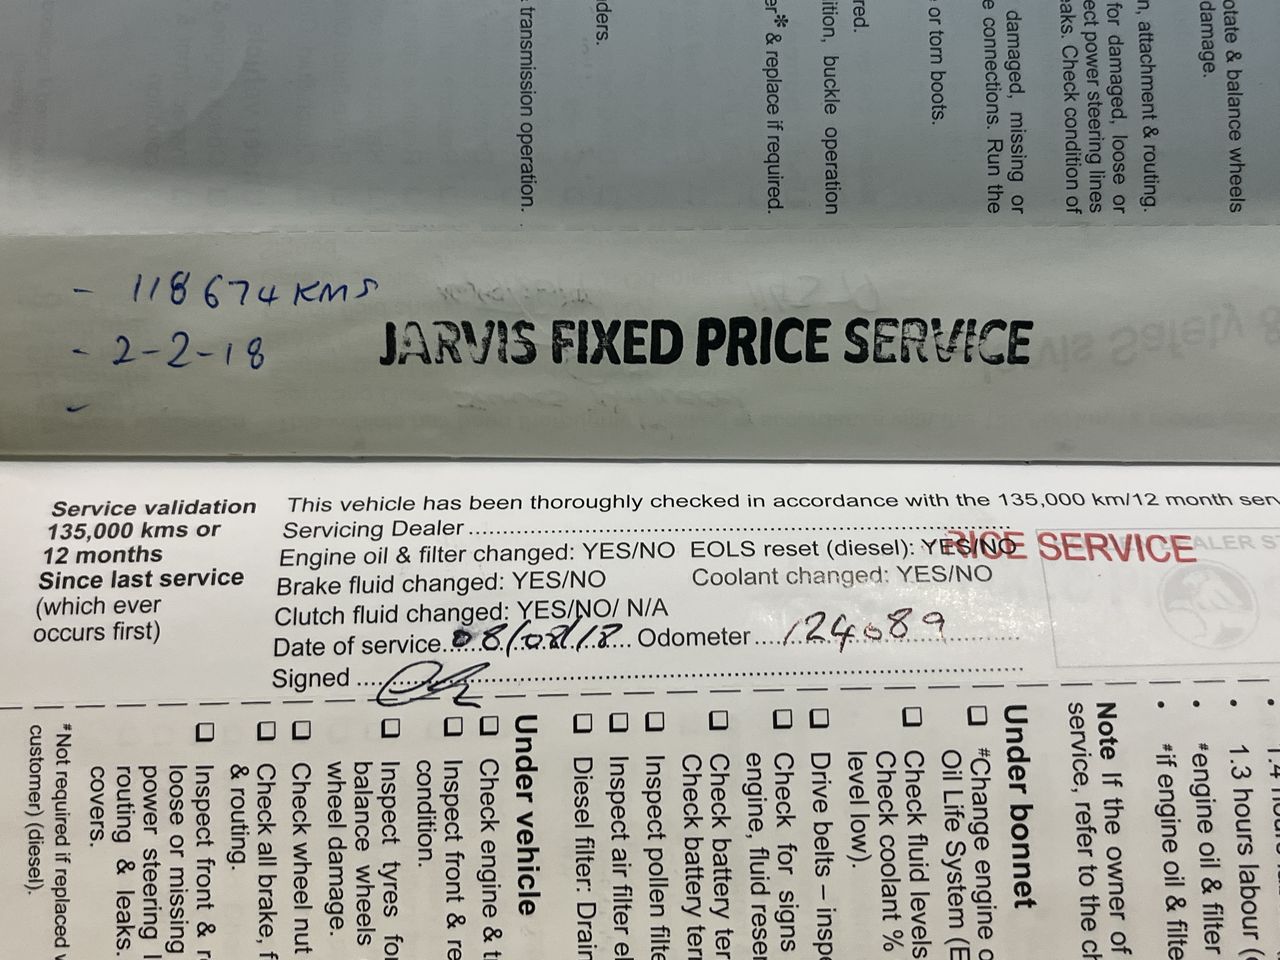 ders.
transmission operation.
red.
ition, buckle operation
er* & replace if required.
or torn boots.
damaged, missing or
e connections. Run the
n, attachment & routing.
for damaged, loose or
ect power steering lines
aks. Check condition of
otate & balance wheels
damage.
- 118674 KMS
- 2-2-18
JARVIS FIXED PRICE SERVICE
Service validation
135,000 kms or
12 months
Since last service
(which ever
occurs first)
This vehicle has been thoroughly checked in accordance with the 135,000 km/12 month ser
Servicing Dealer
Engine oil & filter changed: YES/NO EOLS reset (diesel): YES/NO
RICE SERVICE
Brake fluid changed: YES/NO Coolant changed: YES/NO
Clutch fluid changed: YES/NO/ N/A
Date of service 08/08/18 Odometer 124089
Signed
1.3 hours labour (
#engine oil & filter
#if engine oil & filte
Note If the owner of
service, refer to the ch
Under bonnet
#Change engine o
Oil Life System (E
Check fluid levels
Check coolant %
level low).
Drive belts – inspe
Check for signs
engine, fluid reser
Check battery ter
Check battery ter
Inspect pollen filte
Inspect air filter el
Diesel filter: Drain
Under vehicle
Check engine & t
Inspect front & re
condition.
Inspect tyres for
balance wheels
wheel damage.
Check wheel nut
Check all brake, f
& routing.
Inspect front & r
loose or missing
power steering l
routing & leaks.
covers.
#Not required if replaced
customer) (diesel).